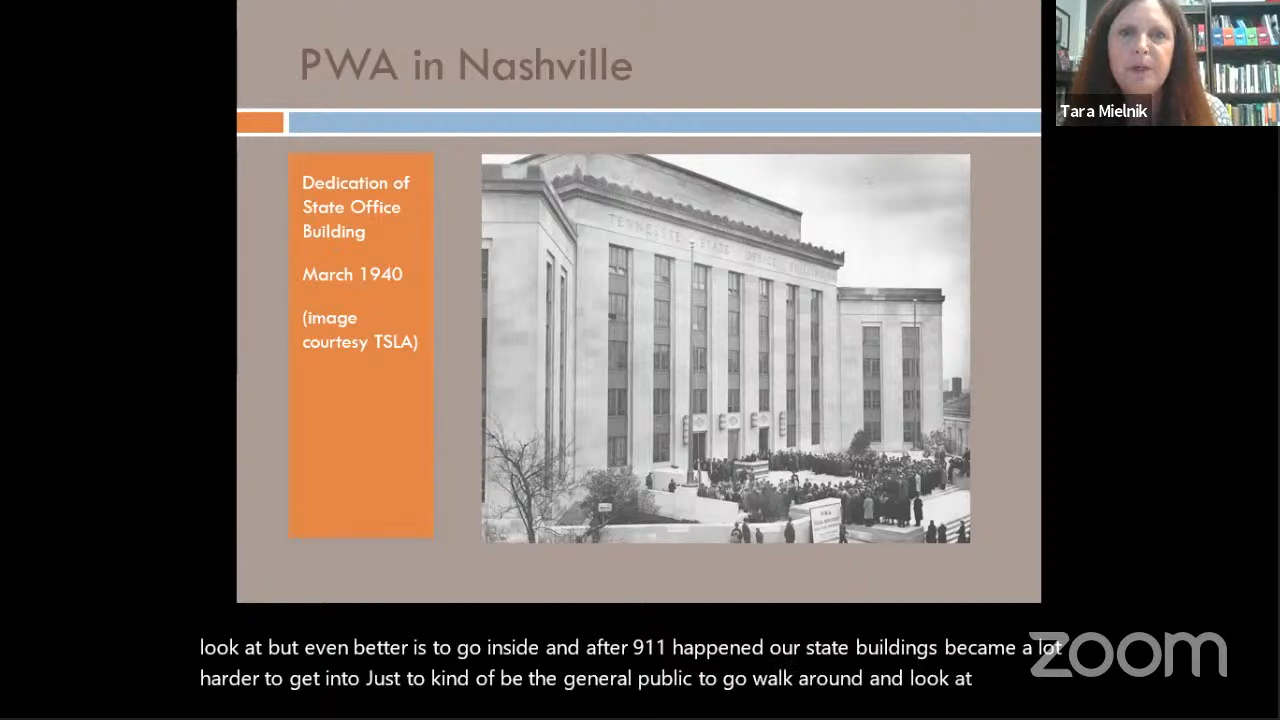 PWA in Nashville
Tara Mielnik
Dedication of
State Office
Building
March 1940
(image
courtesy TSLA)
TENNESSEE STATE OFFICE BUILDING
PWA
look at but even better is to go inside and after 911 happened our state buildings became a lot
harder to get into Just to kind of be the general public to go walk around and look at
zoom